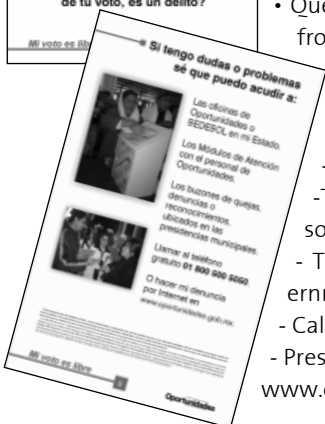 de tu voto, es un delito?
Mi voto es libre
• Que
fro
Si tengo dudas o problemas
sé que puedo acudir a:
Las oficinas de
Oportunidades o
SEDESOL en mi Estado.
Los Módulos de Atención
con el personal de
Oportunidades.
Los buzones de quejas,
denuncias o
reconocimientos,
ubicados en las
presidencias municipales.
Llamar al teléfono
gratuito 01 800 500 5050
O hacer mi denuncia
por Internet en
www.oportunidades.gob.mx.
Mi voto es libre
Oportunidades
-
so
- T
ernr
- Cal
- Pres
www.